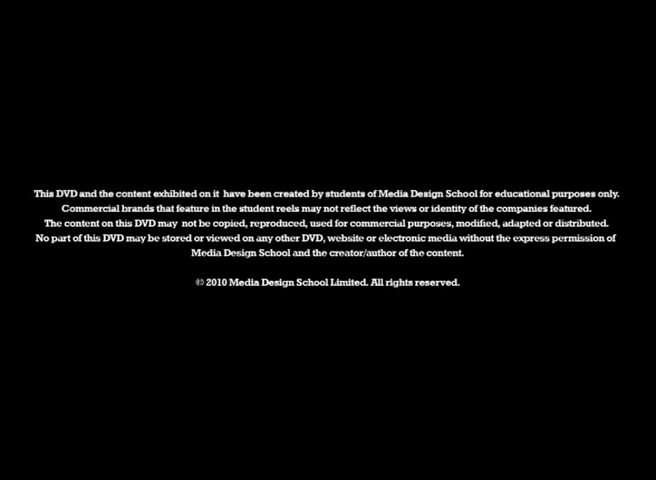 This DVD and the content exhibited on it have been created by students of Media Design School for educational purposes only.
Commercial brands that feature in the student reels may not reflect the views or identity of the companies featured.
The content on this DVD may not be copied, reproduced, used for commercial purposes, modified, adapted or distributed.
No part of this DVD may be stored or viewed on any other DVD, website or electronic media without the express permission of
Media Design School and the creator/author of the content.
© 2010 Media Design School Limited. All rights reserved.